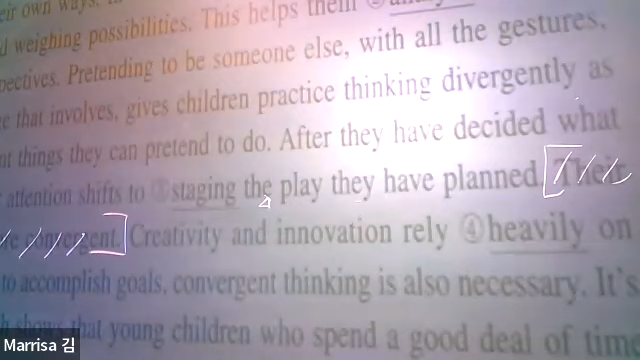 own ways.
weighing possibilities. This helps them
Pretending to be someone else, with all the gestures,
that involves, gives children practice thinking divergently as
things they can pretend to do. After they have decided what
attention shifts to ③staging the play they have planned. Their
convergent. Creativity and innovation rely ④heavily on
to accomplish goals, convergent thinking is also necessary. It's
shows that young children who spend a good deal of time
Marrisa 김